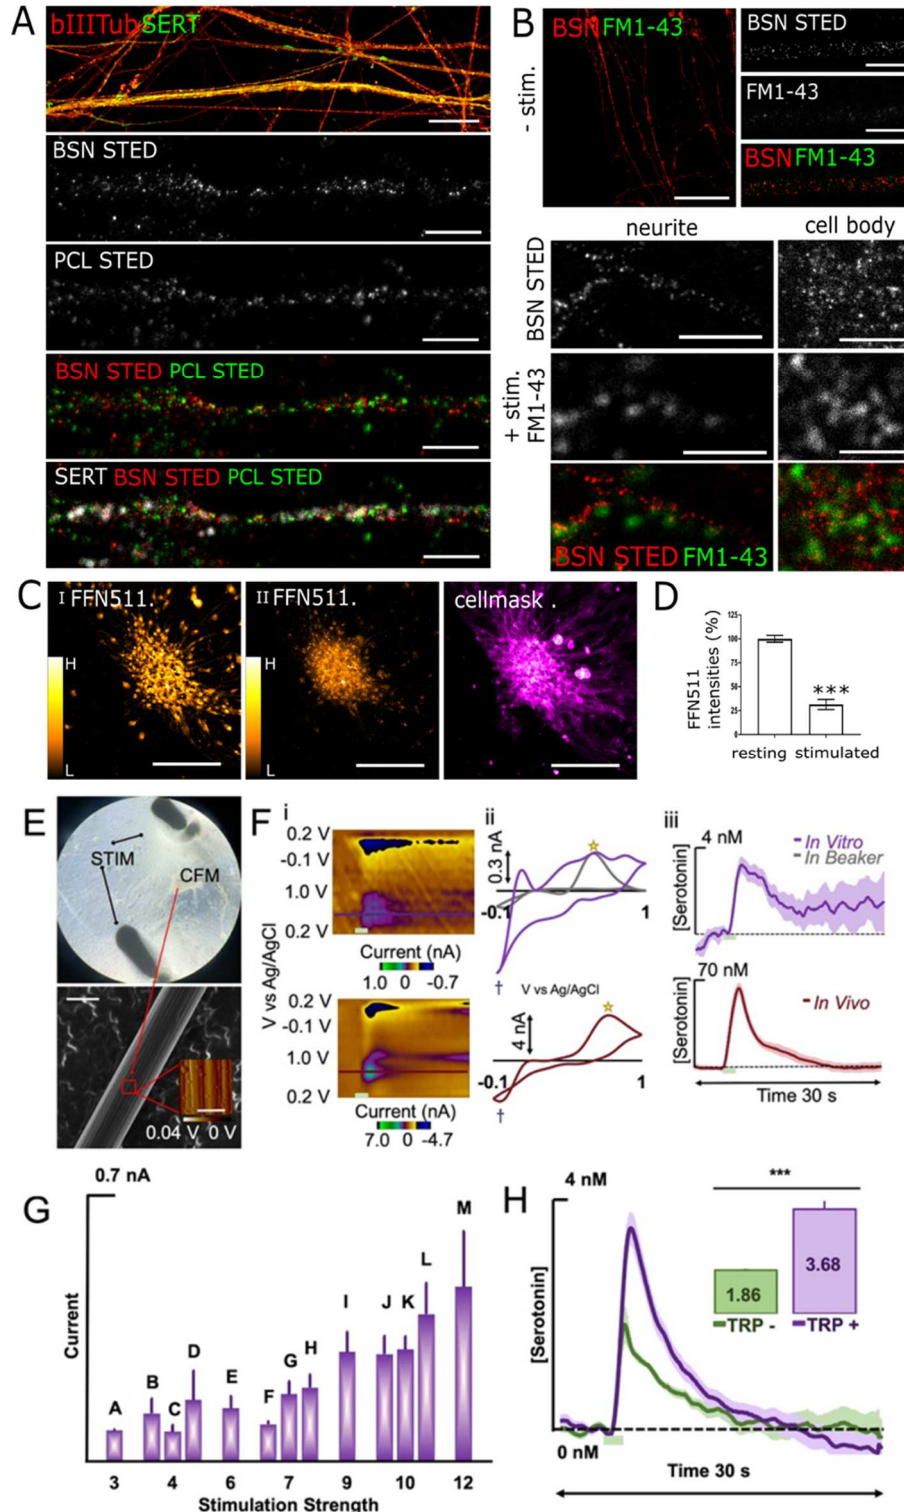 A
bIIITubSERT
BSN STED
PCL STED
BSN STED PCL STED
SERT BSN STED PCL STED
B
- stim.
BSN FM1-43
BSN STED
FM1-43
BSN FM1-43
neurite
cell body
BSN STED
+ stim.
FM1-43
BSN STED FM1-43
C
I FFN511.
H
L
II FFN511.
H
L
cellmask .
D
FFN511
intensities (%)
100
75
50
25
0
***
resting stimulated
E
STIM
CFM
0.04 V 0 V
F
i
V vs Ag/AgCl
0.2 V
-0.1 V
1.0 V
0.2 V
Current (nA)
1.0 0 -0.7
0.2 V
-0.1 V
1.0 V
0.2 V
Current (nA)
7.0 0 -4.7
ii
0.3 nA
-0.1
1
†
V vs Ag/AgCl
4 nA
-0.1
1
†
iii
4 nM
In Vitro
In Beaker
[Serotonin]
70 nM
In Vivo
[Serotonin]
Time 30 s
G
0.7 nA
Current
A B C D E F G H I J K L M
3 4 6 7 9 10 12
Stimulation Strength
H
4 nM
***
1.86
3.68
TRP - TRP +
[Serotonin]
0 nM
Time 30 s